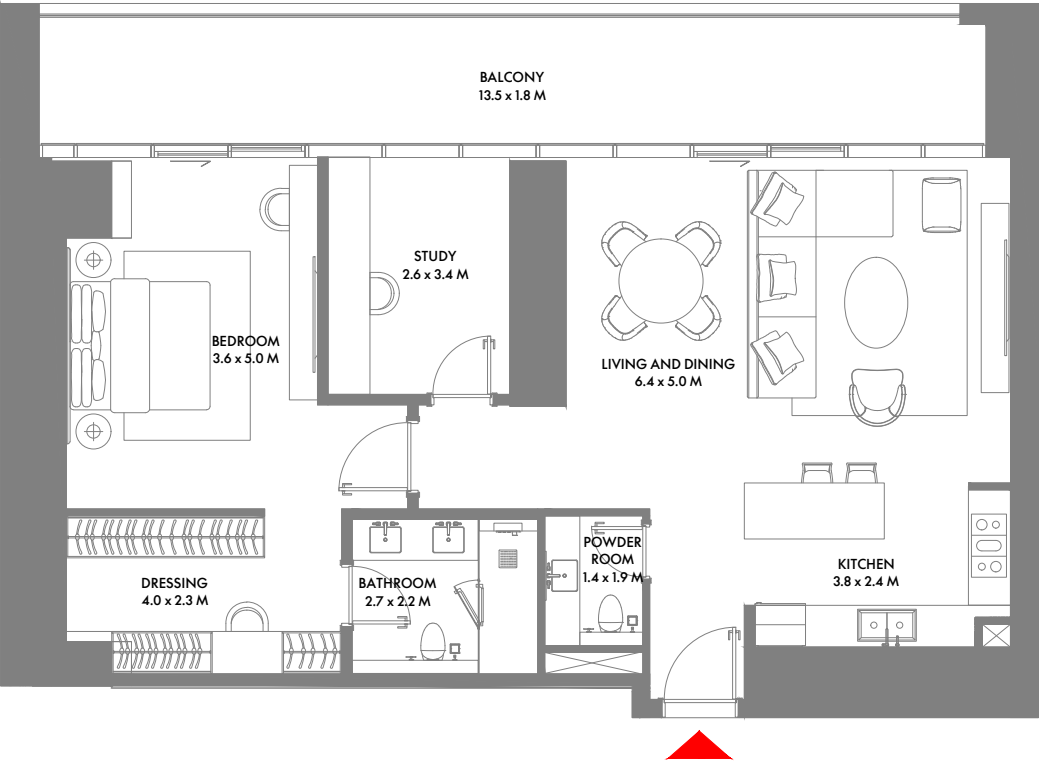 BALCONY
13.5 x 1.8 M
STUDY
2.6 x 3.4 M
BEDROOM
3.6 x 5.0 M
LIVING AND DINING
6.4 x 5.0 M
POWDER
ROOM
1.4 x 1.9 M
KITCHEN
3.8 x 2.4 M
DRESSING
4.0 x 2.3 M
BATHROOM
2.7 x 2.2 M